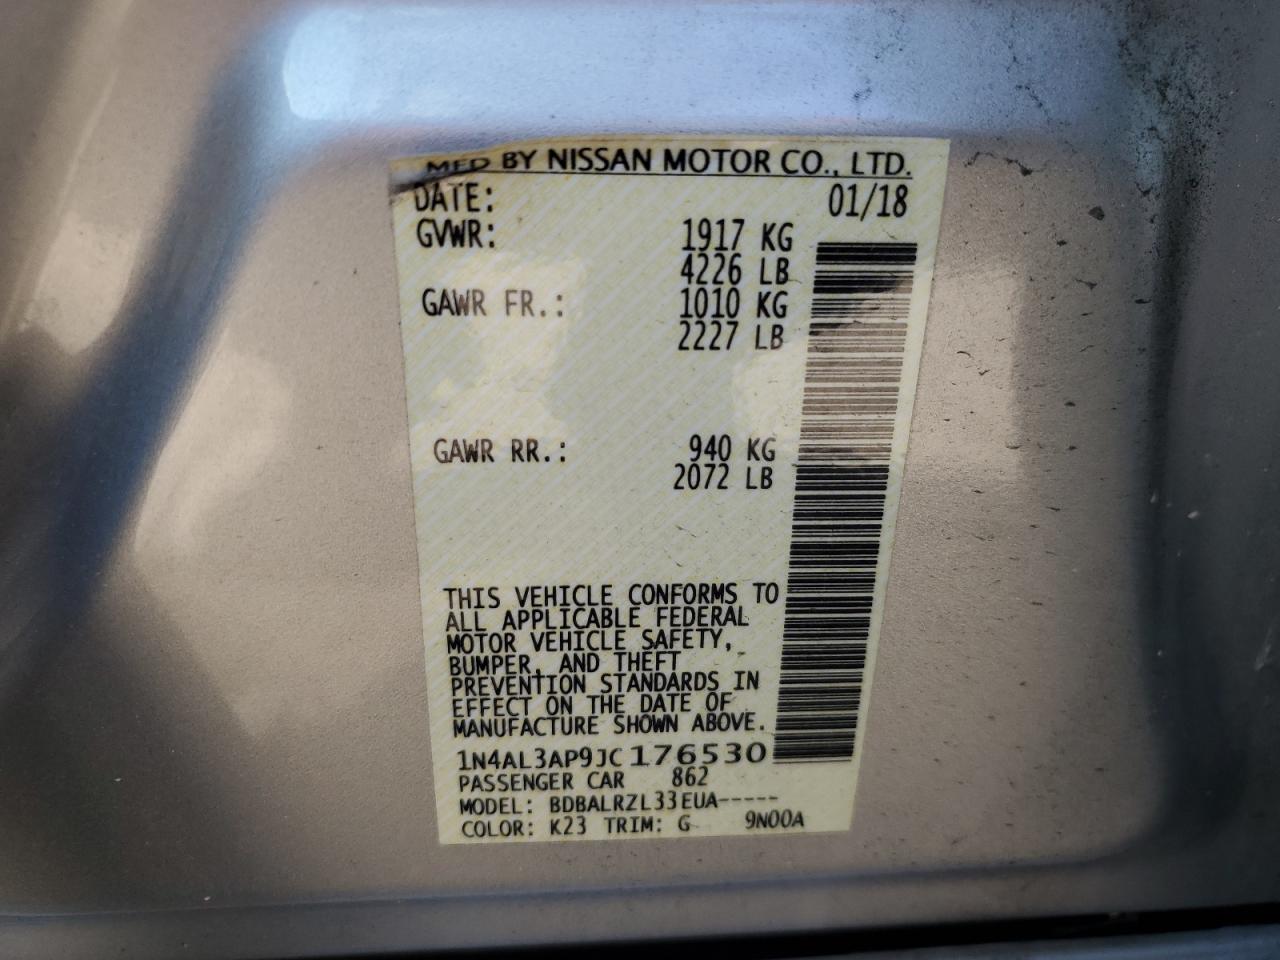 MFD BY NISSAN MOTOR CO., LTD.
DATE: 01/18
GVWR: 1917 KG
4226 LB
GAWR FR.: 1010 KG
2227 LB
GAWR RR.: 940 KG
2072 LB
THIS VEHICLE CONFORMS TO
ALL APPLICABLE FEDERAL
MOTOR VEHICLE SAFETY,
BUMPER, AND THEFT
PREVENTION STANDARDS IN
EFFECT ON THE DATE OF
MANUFACTURE SHOWN ABOVE.
1N4AL3AP9JC176530
PASSENGER CAR 862
MODEL: BDBALRZL33EUA-----
COLOR: K23 TRIM: G 9N00A